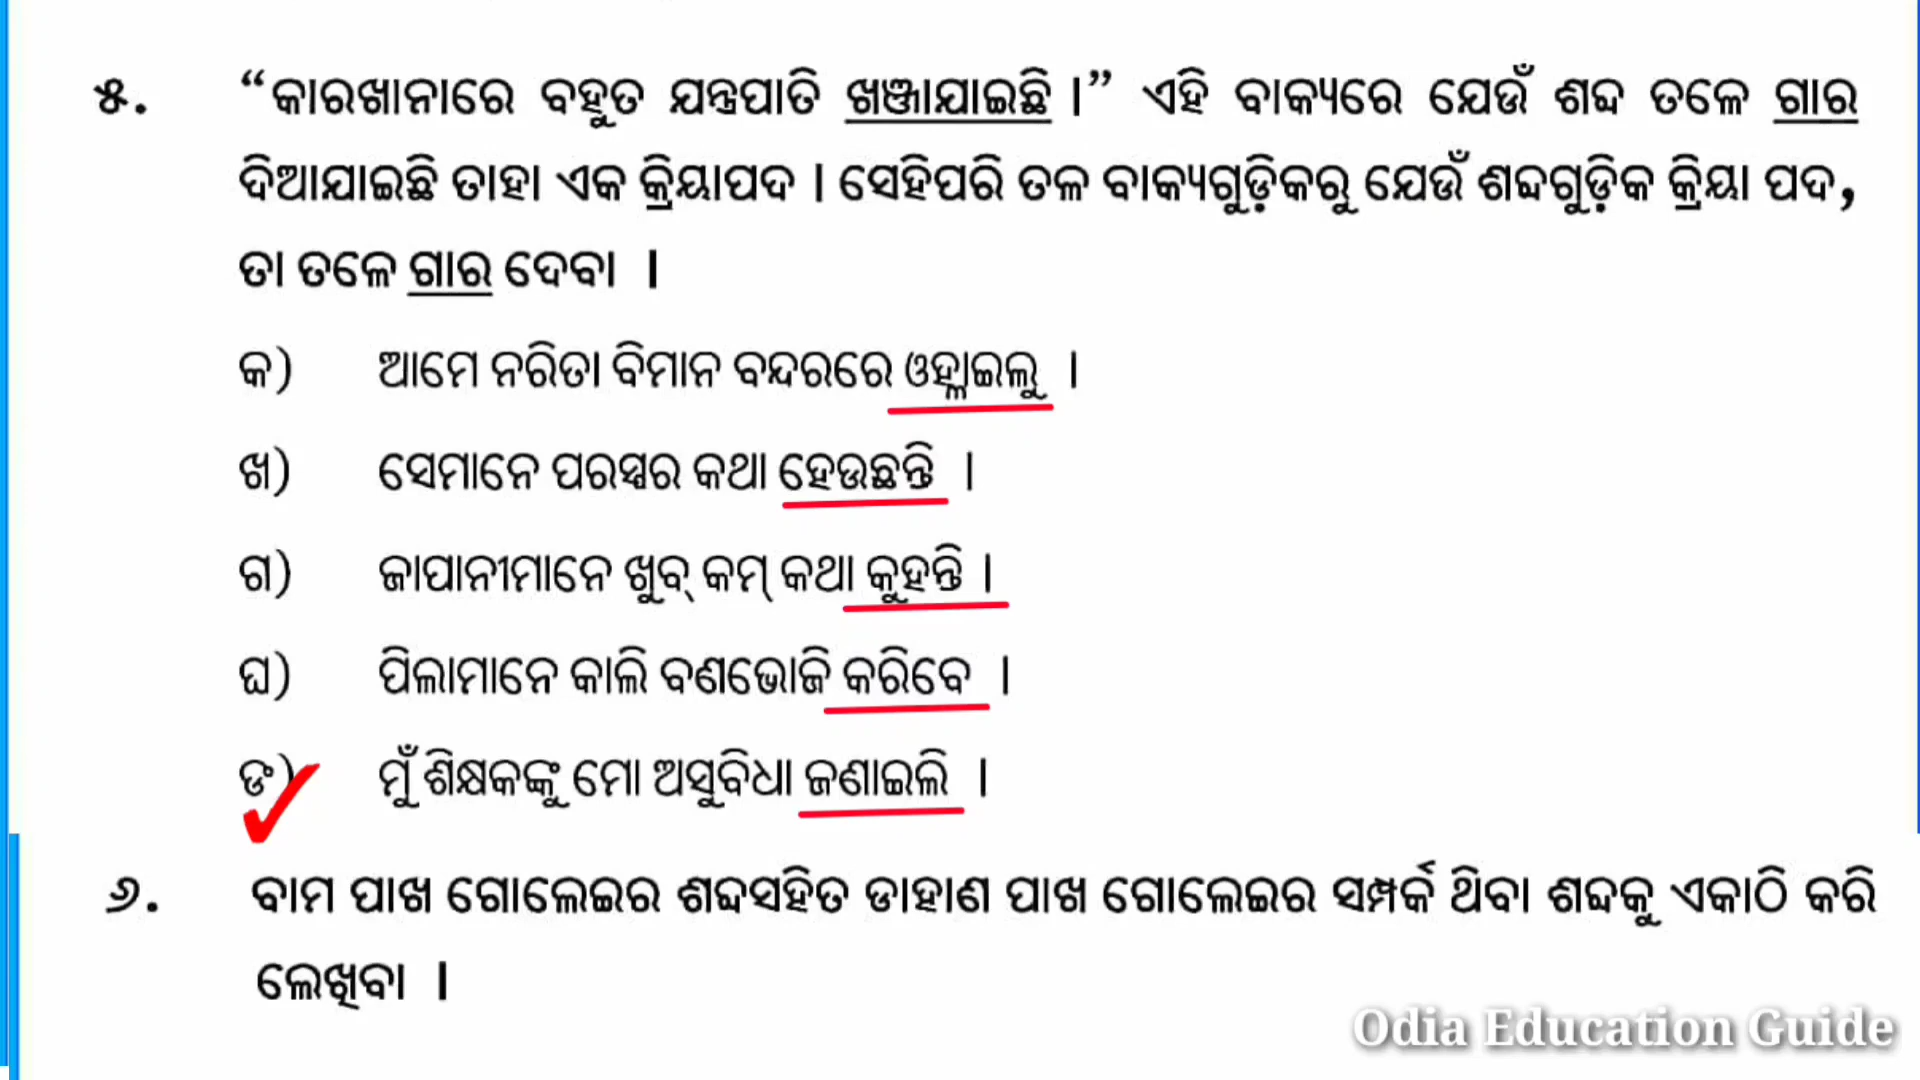 ୫. “କାରଖାନାରେ ବହୁତ ଯନ୍ତ୍ରପାତି ଖଞ୍ଜାଯାଇଛି ।” ଏହି ବାକ୍ୟରେ ଯେଉଁ ଶବ୍ଦ ତଳେ ଗାର
ଦିଆଯାଇଛି ତାହା ଏକ କ୍ରିୟାପଦ । ସେହିପରି ତଳ ବାକ୍ୟଗୁଡ଼ିକରୁ ଯେଉଁ ଶବ୍ଦଗୁଡ଼ିକ କ୍ରିୟା ପଦ,
ତା ତଳେ ଗାର ଦେବା ।
କ) ଆମେ ନରିତା ବିମାନ ବନ୍ଦରରେ ଓହ୍ଲାଇଲୁ ।
ଖ) ସେମାନେ ପରସ୍ପର କଥା ହେଉଛନ୍ତି ।
ଗ) ଜାପାନୀମାନେ ଖୁବ୍ କମ୍ କଥା କୁହନ୍ତି ।
ଘ) ପିଲାମାନେ କାଲି ବଣଭୋଜି କରିବେ ।
ଙ) ମୁଁ ଶିକ୍ଷକଙ୍କୁ ମୋ ଅସୁବିଧା ଜଣାଇଲି ।
୬. ବାମ ପାଖ ଗୋଲେଇର ଶବ୍ଦସହିତ ଡାହାଣ ପାଖ ଗୋଲେଇର ସମ୍ପର୍କ ଥିବା ଶବ୍ଦକୁ ଏକାଠି କରି
ଲେଖିବା ।
Odia Education Guide